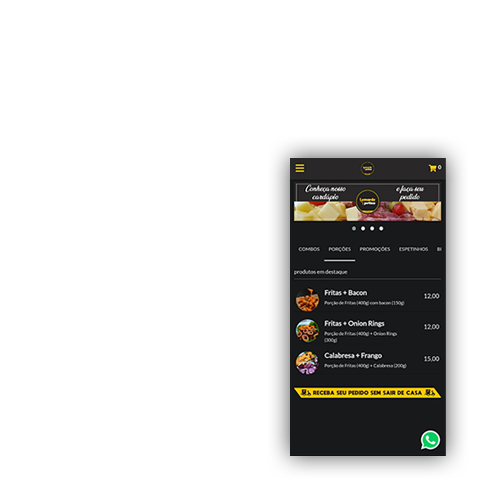 0
Conheça nosso cardápio
e faça seu pedido
COMBOS PORÇÕES PROMOÇÕES ESPETINHOS
produtos em destaque
Fritas + Bacon 12,00
Porção de Fritas (400g) com bacon (150g)
Fritas + Onion Rings 12,00
Porção de Fritas (400g) + Onion Rings
(300g)
Calabresa + Frango 15,00
Porção de Fritas (400g) + Calabresa (200g)
RECEBA SEU PEDIDO SEM SAIR DE CASA